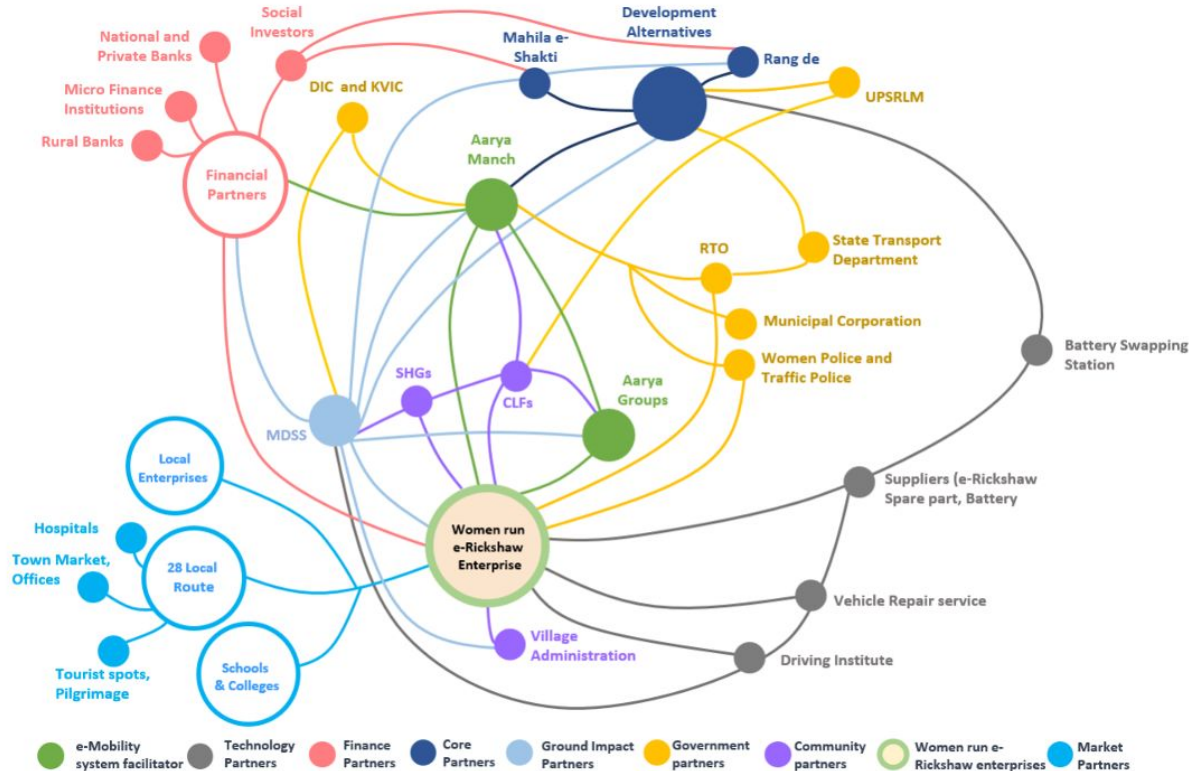 Social
Investors
National and
Private Banks
Micro Finance
Institutions
Rural Banks
Financial
Partners
DIC and KVIC
Mahila e-
Shakti
Development
Alternatives
Rang de
UPSRLM
Aarya
Manch
RTO
State Transport
Department
Municipal Corporation
Women Police and
Traffic Police
Battery Swapping
Station
SHGs
CLFs
Aarya
Groups
MDSS
Local
Enterprises
Hospitals
Town Market,
Offices
28 Local
Route
Tourist spots,
Pilgrimage
Schools
& Colleges
Women run
e-Rickshaw
Enterprise
Suppliers (e-Rickshaw
Spare part, Battery
Vehicle Repair service
Driving Institute
Village
Administration
e-Mobility
system facilitator
Technology
Partners
Finance
Partners
Core
Partners
Ground Impact
Partners
Government
partners
Community
partners
Women run e-
Rickshaw enterprises
Market
Partners